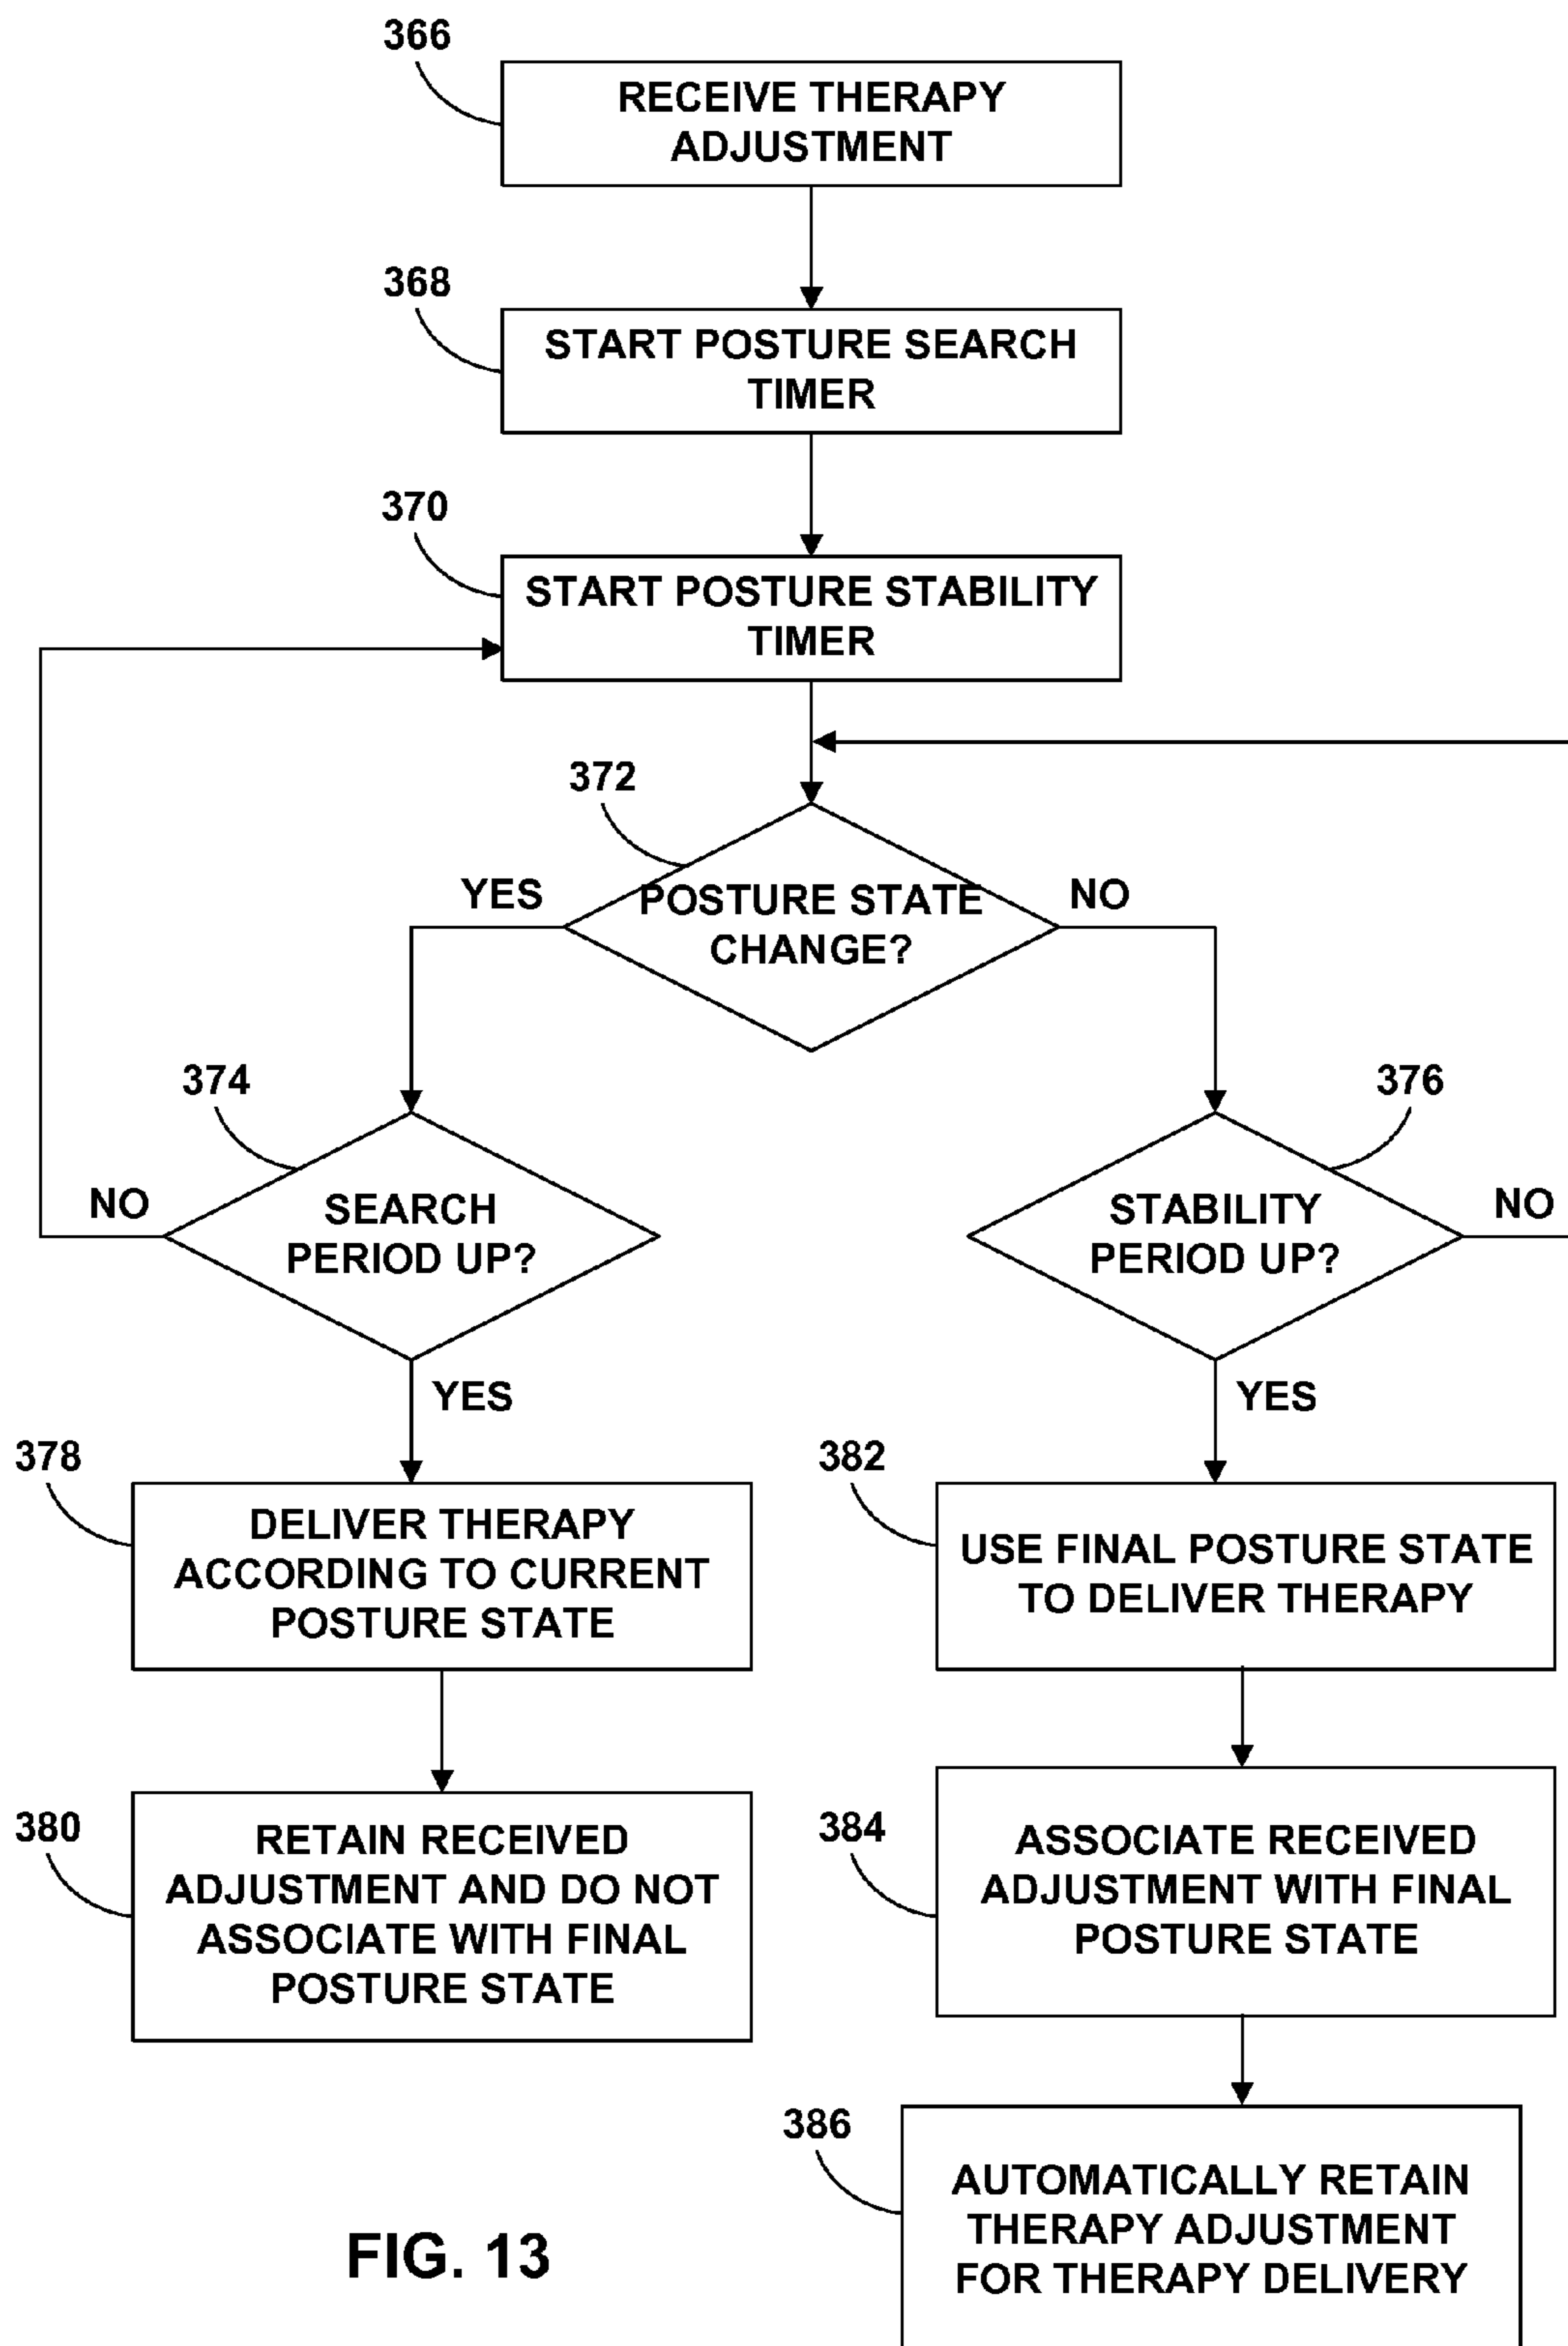 366
RECEIVE THERAPY
ADJUSTMENT
368
START POSTURE SEARCH
TIMER
370
START POSTURE STABILITY
TIMER
372
YES
POSTURE STATE
CHANGE?
NO
374
376
NO
SEARCH
PERIOD UP?
STABILITY
PERIOD UP?
NO
YES
YES
378
DELIVER THERAPY
ACCORDING TO CURRENT
POSTURE STATE
382
USE FINAL POSTURE STATE
TO DELIVER THERAPY
380
RETAIN RECEIVED
ADJUSTMENT AND DO NOT
ASSOCIATE WITH FINAL
POSTURE STATE
384
ASSOCIATE RECEIVED
ADJUSTMENT WITH FINAL
POSTURE STATE
386
AUTOMATICALLY RETAIN
THERAPY ADJUSTMENT
FOR THERAPY DELIVERY
FIG. 13